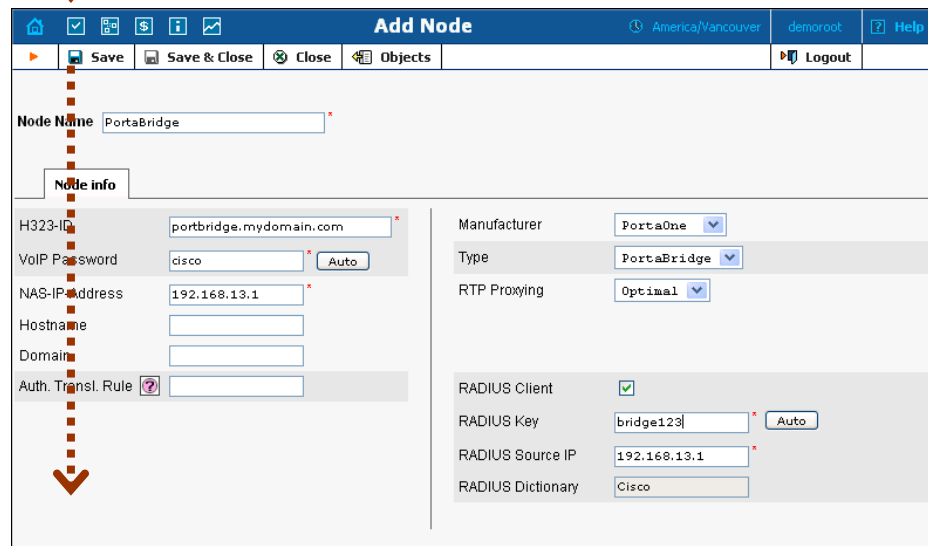 Add Node America/Vancouver demoroot ? Help
Save Save & Close Close Objects Logout
Node Name PortaBridge *
Node info
H323-ID portbridge.mydomain.com *
VoIP Password cisco * Auto
NAS-IP-Address 192.168.13.1 *
Hostname
Domain
Auth. Transl. Rule ?
Manufacturer PortaOne
Type PortaBridge
RTP Proxying Optimal
RADIUS Client
RADIUS Key bridge123 * Auto
RADIUS Source IP 192.168.13.1 *
RADIUS Dictionary Cisco